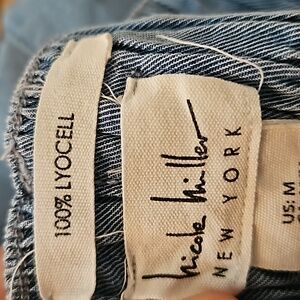 100% LYOCELL
Nicole Miller
NEW YORK
US: M